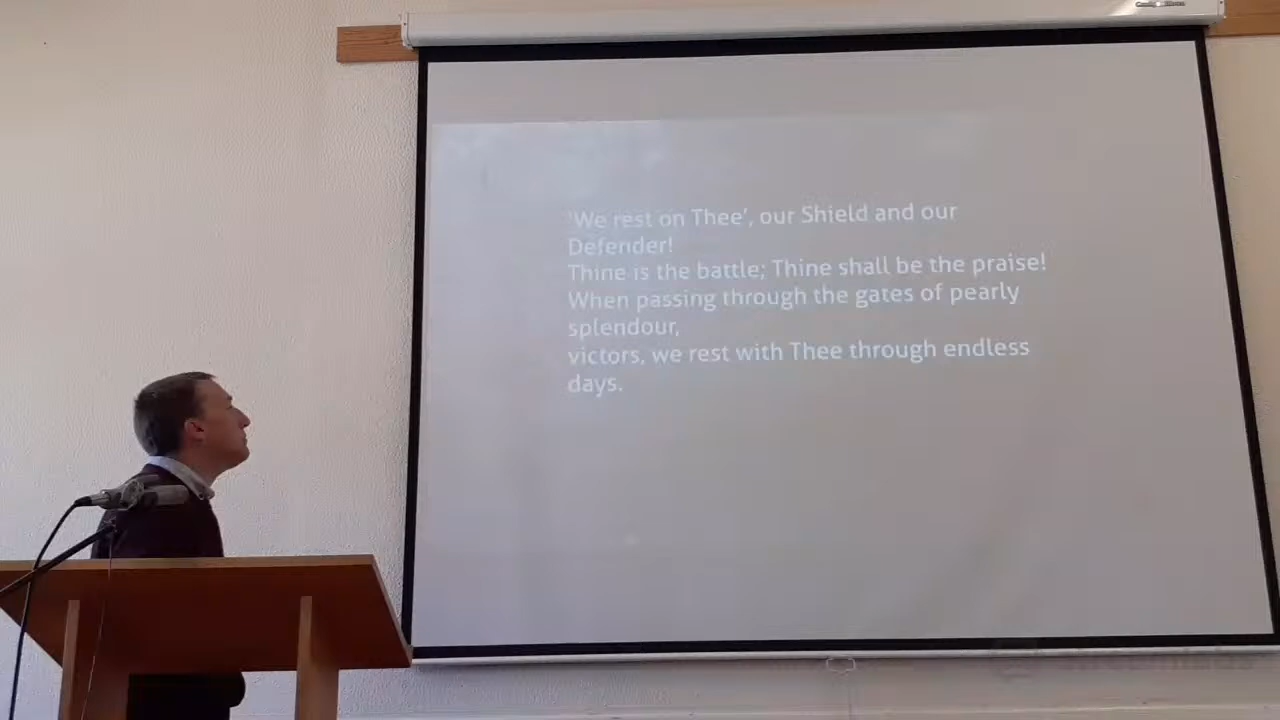 'We rest on Thee', our Shield and our
Defender!
Thine is the battle; Thine shall be the praise!
When passing through the gates of pearly
splendour,
victors, we rest with Thee through endless
days.